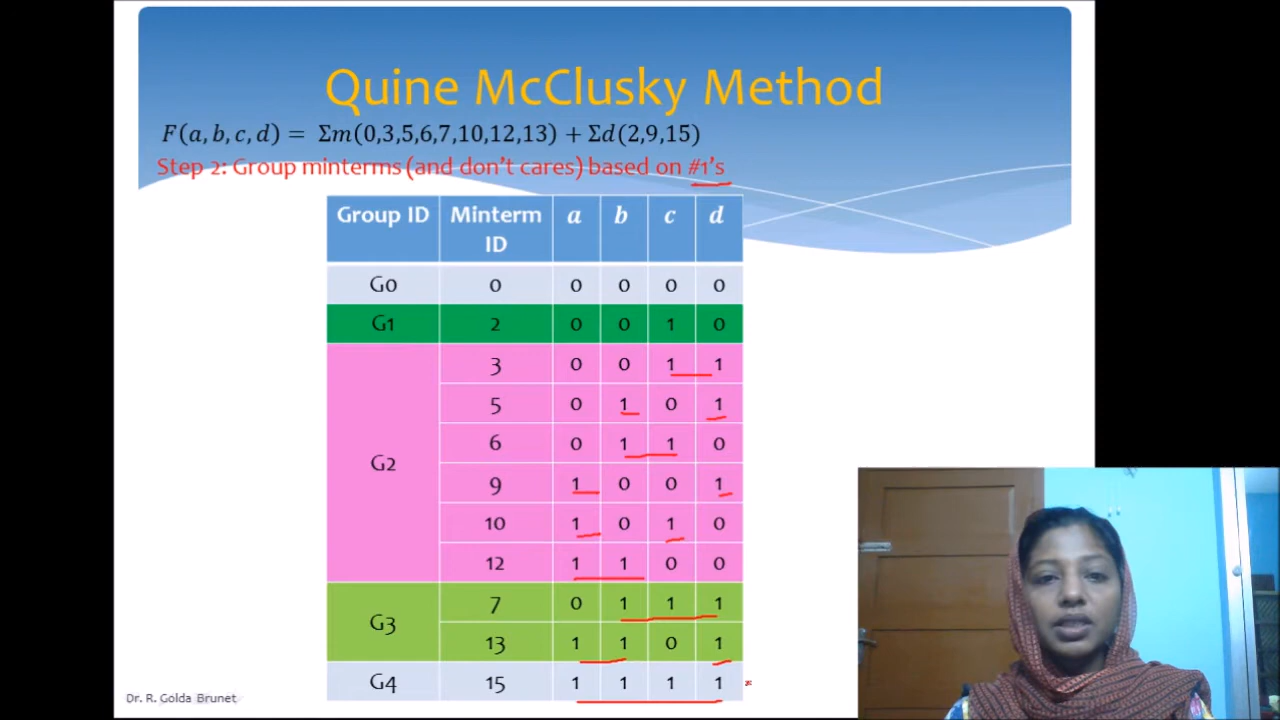 Quine McClusky Method
F(a, b, c, d) = Σm(0,3,5,6,7,10,12,13) + Σd(2,9,15)
Step 2: Group minterms (and don't cares) based on #1's
Group ID Minterm ID a b c d
G0 0 0 0 0 0
G1 2 0 0 1 0
G2 3 0 0 1 1
5 0 1 0 1
6 0 1 1 0
9 1 0 0 1
10 1 0 1 0
12 1 1 0 0
G3 7 0 1 1 1
13 1 1 0 1
G4 15 1 1 1 1
Dr. R. Golda Brunet